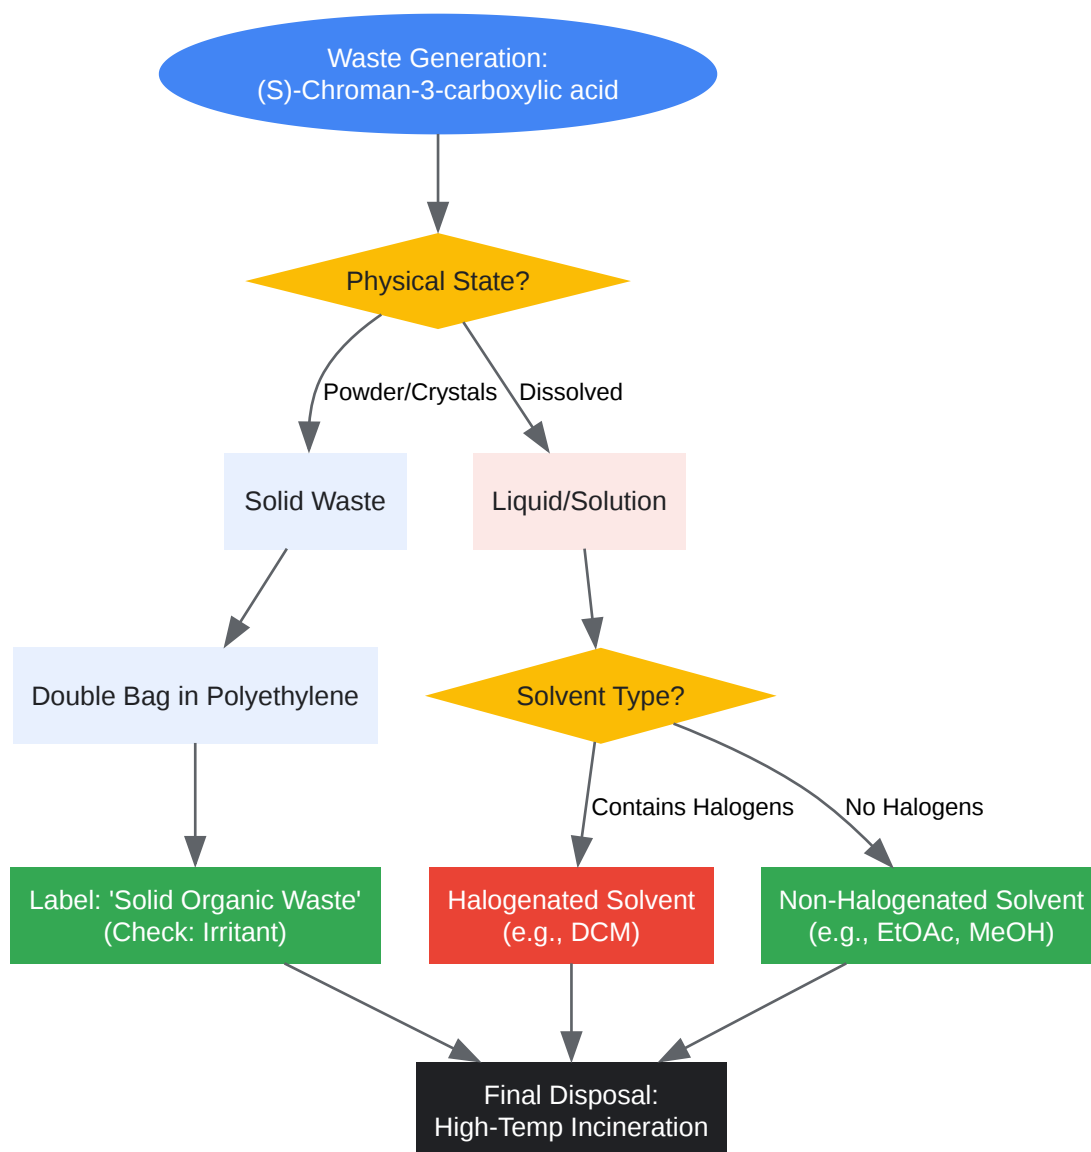 Waste Generation:
(S)-Chroman-3-carboxylic acid
Physical State?
Powder/Crystals
Dissolved
Solid Waste
Liquid/Solution
Double Bag in Polyethylene
Solvent Type?
Contains Halogens
No Halogens
Label: 'Solid Organic Waste'
(Check: Irritant)
Halogenated Solvent
(e.g., DCM)
Non-Halogenated Solvent
(e.g., EtOAc, MeOH)
Final Disposal:
High-Temp Incineration